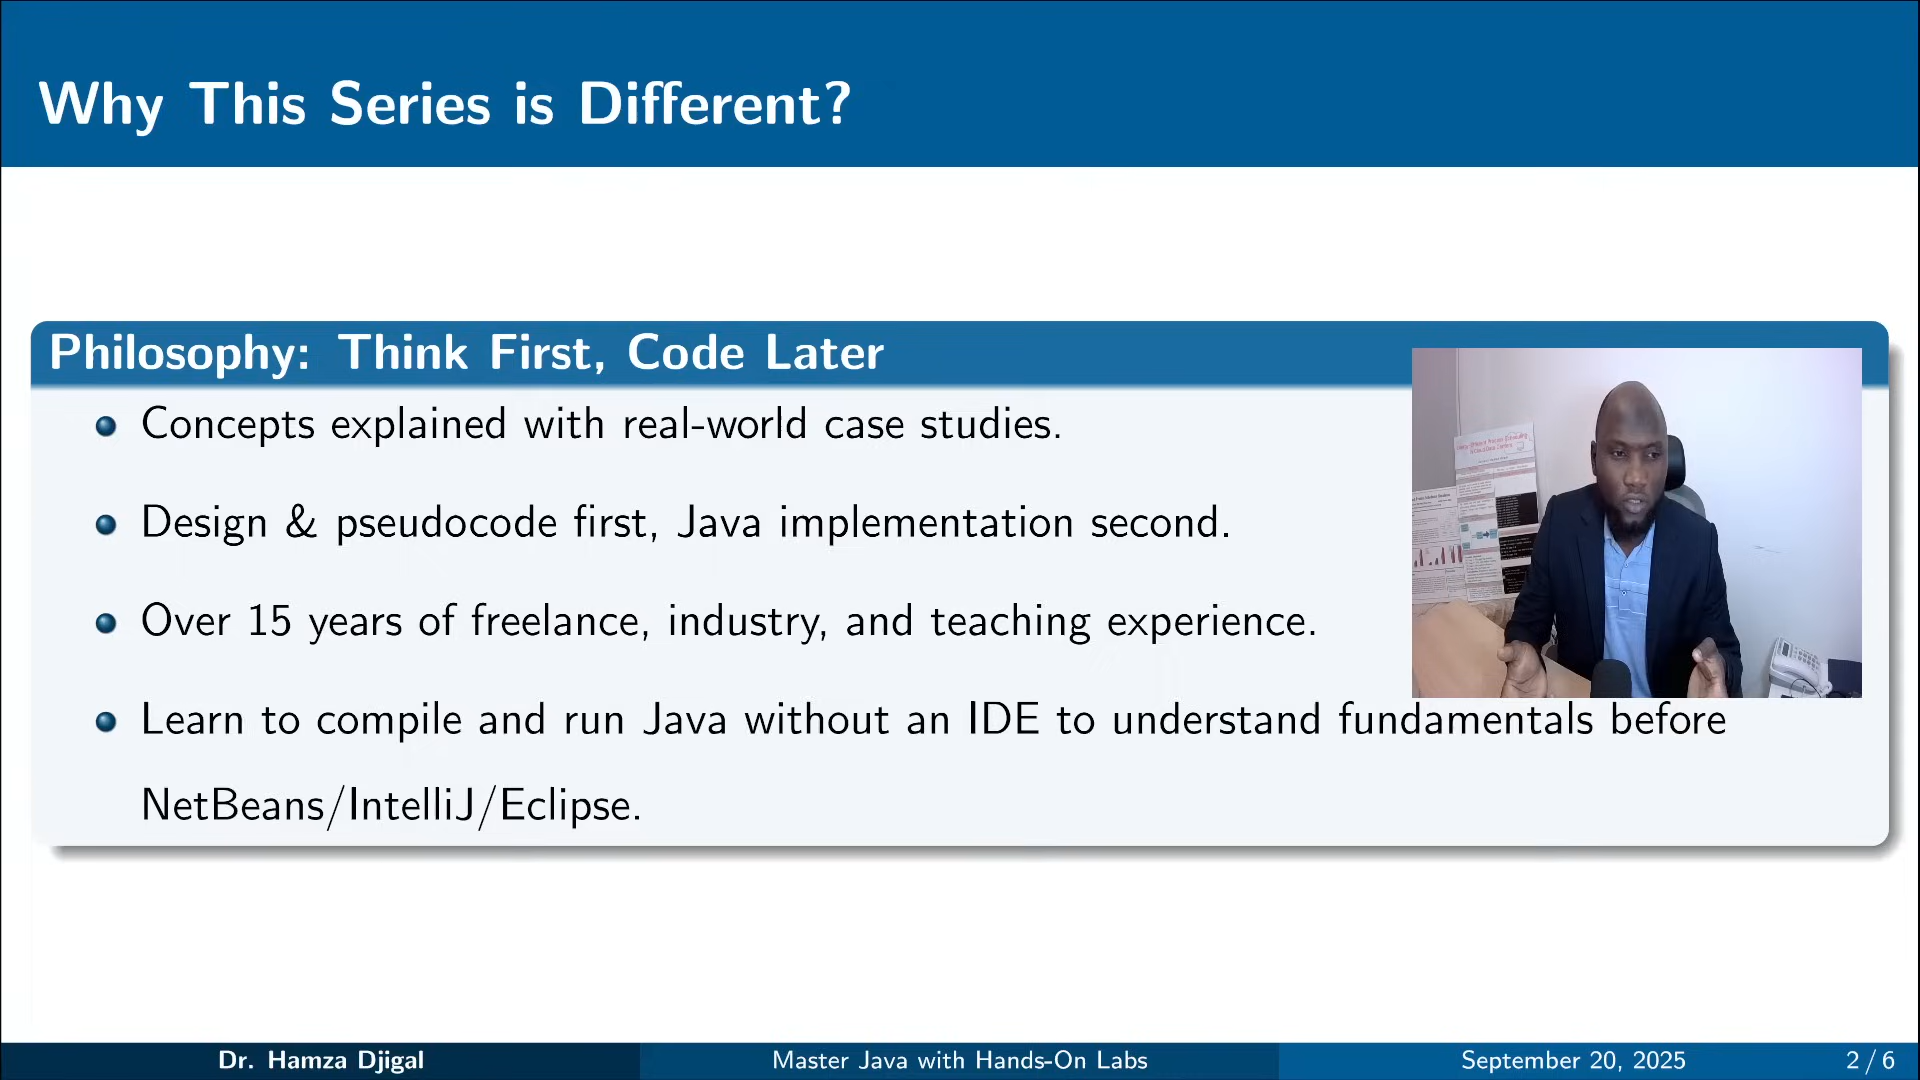 Why This Series is Different?
Philosophy: Think First, Code Later
Concepts explained with real-world case studies.
Design & pseudocode first, Java implementation second.
Over 15 years of freelance, industry, and teaching experience.
Learn to compile and run Java without an IDE to understand fundamentals before
NetBeans/IntelliJ/Eclipse.
Dr. Hamza Djigal
Master Java with Hands-On Labs
September 20, 2025
2 / 6